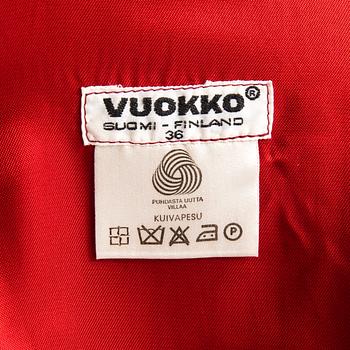 VUOKKO®
SUOMI - FINLAND
36
PUHDASTA UUTTA
VILLAA
KUIVAPESU
P